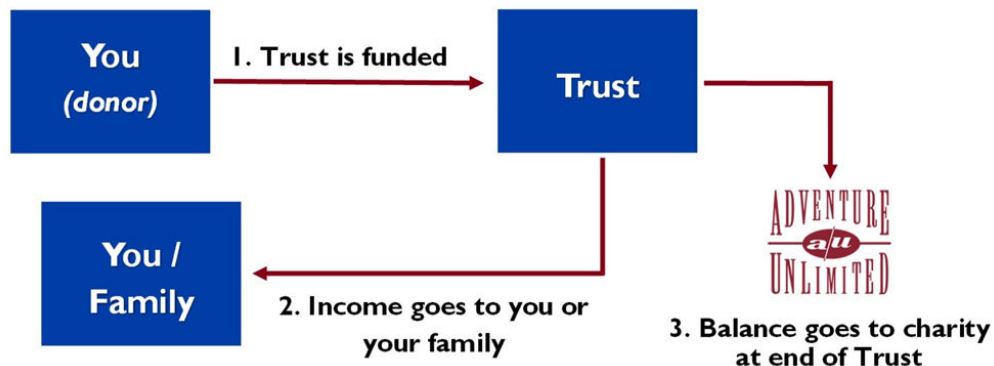 You
(donor)
1. Trust is funded
Trust
You /
Family
2. Income goes to you or
your family
ADVENTURE
a/u
UNLIMITED
3. Balance goes to charity
at end of Trust